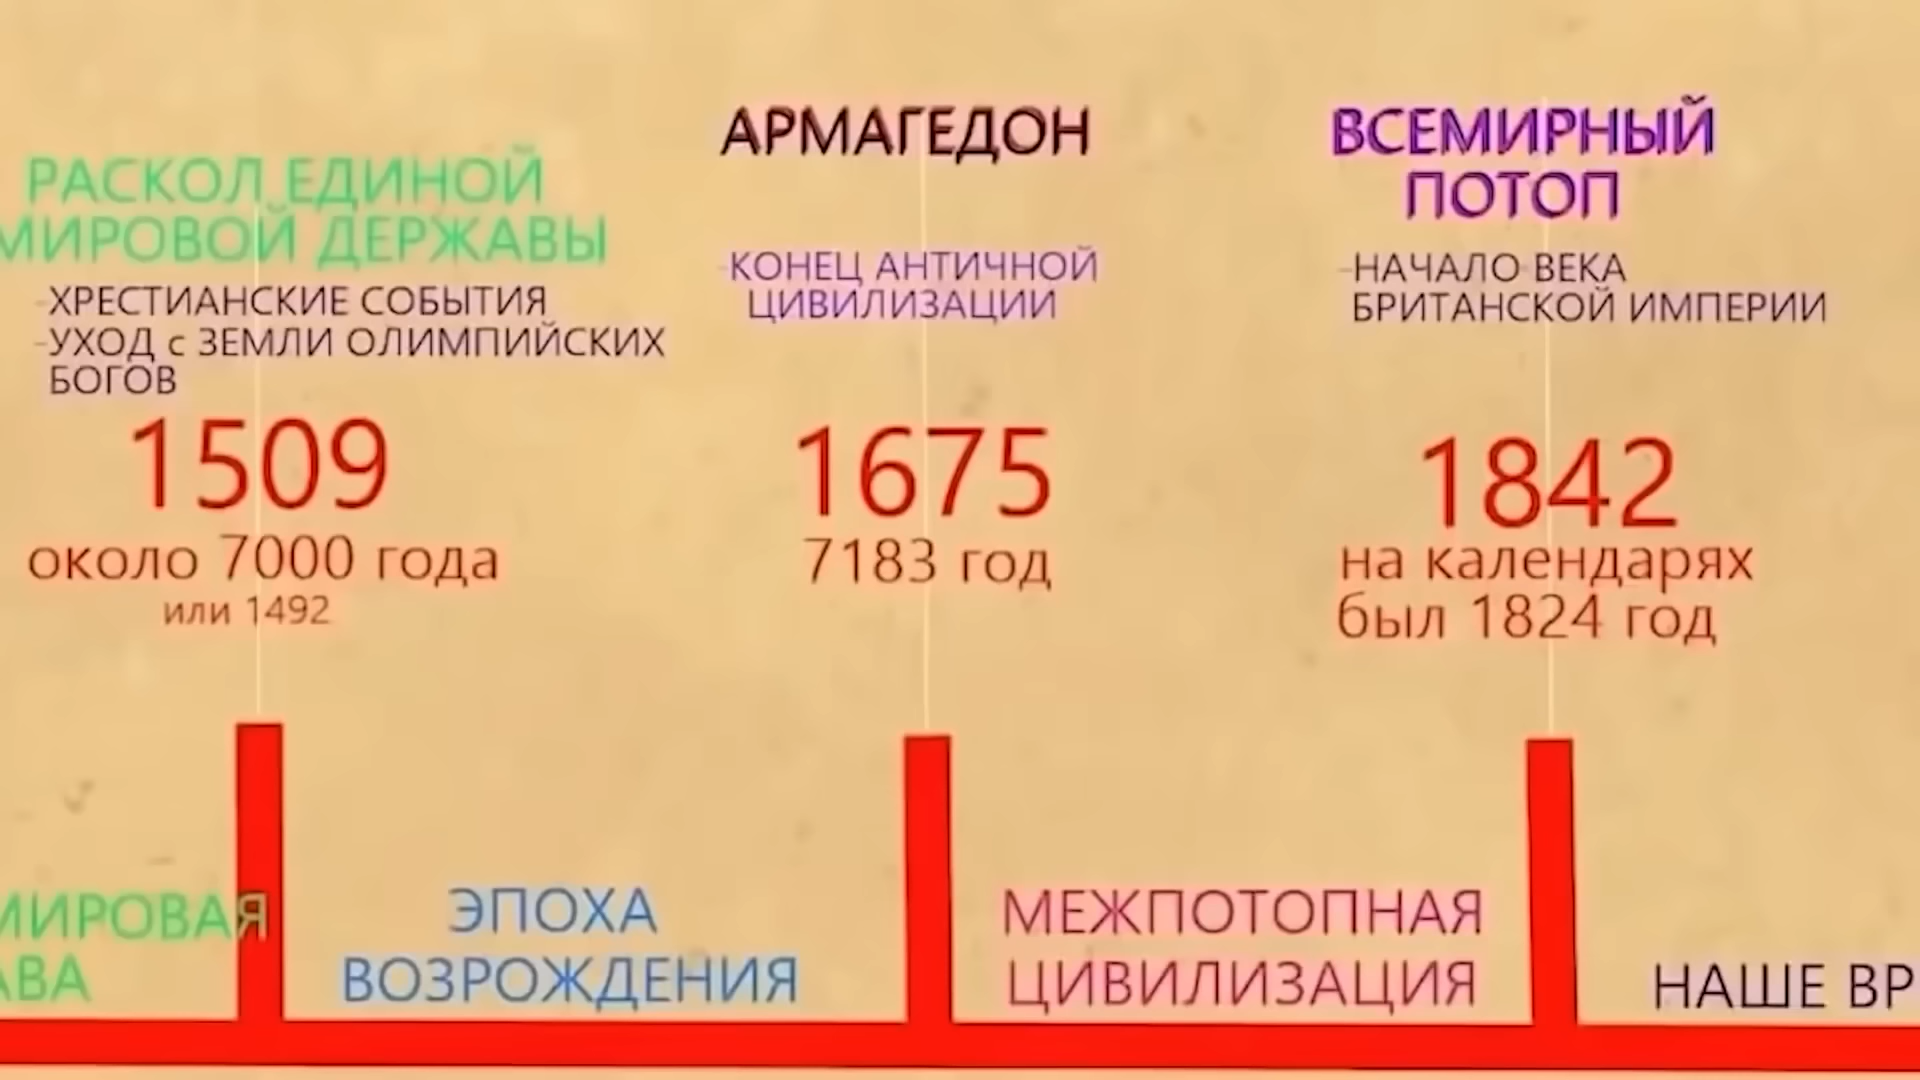 РАСКОЛ ЕДИНОЙ
МИРОВОЙ ДЕРЖАВЫ
-ХРЕСТИАНСКИЕ СОБЫТИЯ
-УХОД с ЗЕМЛИ ОЛИМПИЙСКИХ
БОГОВ
1509
около 7000 года
или 1492
АРМАГЕДОН
-КОНЕЦ АНТИЧНОЙ
ЦИВИЛИЗАЦИИ
1675
7183 год
ВСЕМИРНЫЙ
ПОТОП
-НАЧАЛО ВЕКА
БРИТАНСКОЙ ИМПЕРИИ
1842
на календарях
был 1824 год
МИРОВАЯ
АВА
ЭПОХА
ВОЗРОЖДЕНИЯ
МЕЖПОТОПНАЯ
ЦИВИЛИЗАЦИЯ
НАШЕ ВР